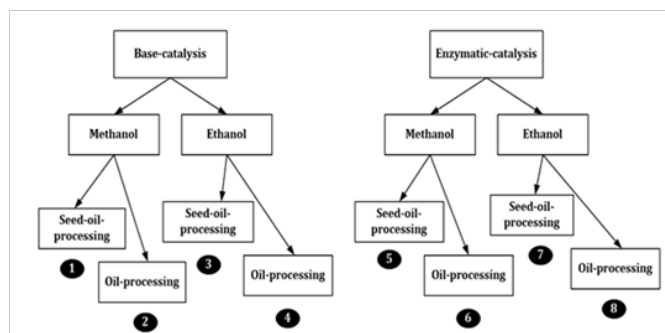 Base-catalysis
Enzymatic-catalysis
Methanol
Ethanol
Methanol
Ethanol
Seed-oil-
processing
Seed-oil-
processing
Seed-oil-
processing
Seed-oil-
processing
1
Oil-processing
3
Oil-processing
5
Oil-processing
7
Oil-processing
2
4
6
8